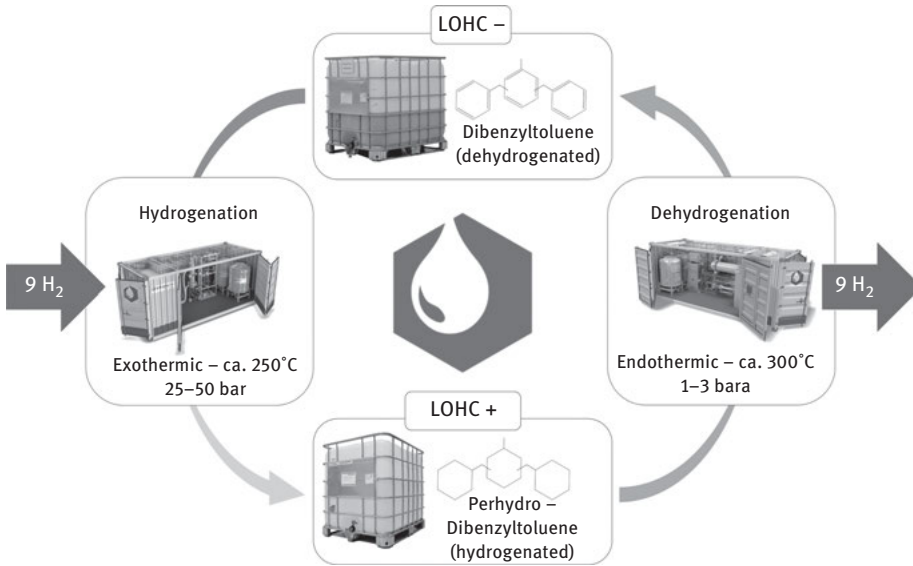 LOHC –
Dibenzyltoluene
(dehydrogenated)
Hydrogenation
9 H₂
Exothermic – ca. 250°C
25–50 bar
Dehydrogenation
9 H₂
Endothermic – ca. 300°C
1–3 bara
LOHC +
Perhydro –
Dibenzyltoluene
(hydrogenated)